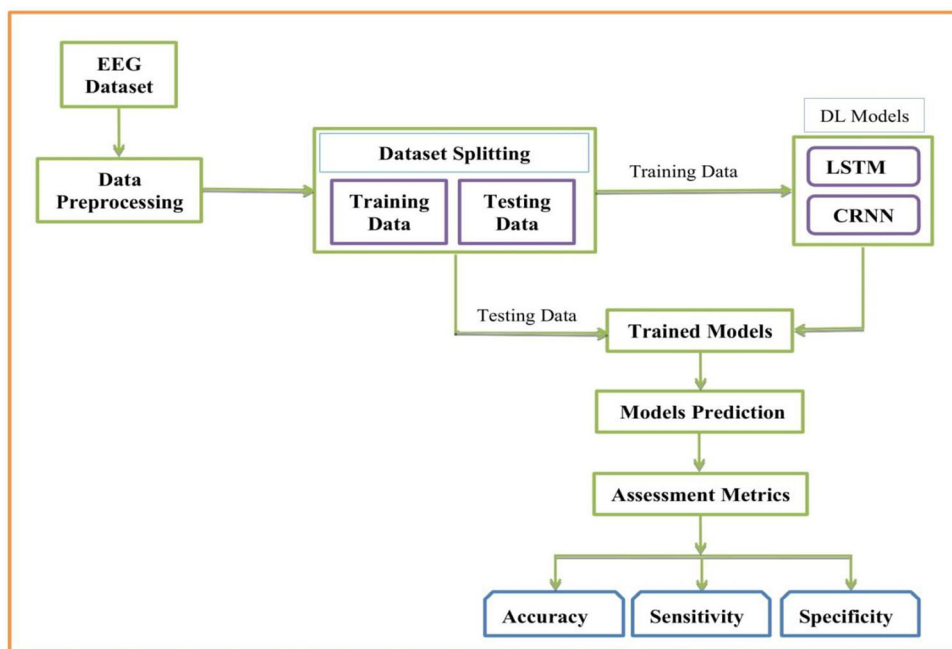 EEG
Dataset
Data
Preprocessing
Dataset Splitting
Training
Data
Testing
Data
Training Data
DL Models
LSTM
CRNN
Testing Data
Trained Models
Models Prediction
Assessment Metrics
Accuracy
Sensitivity
Specificity